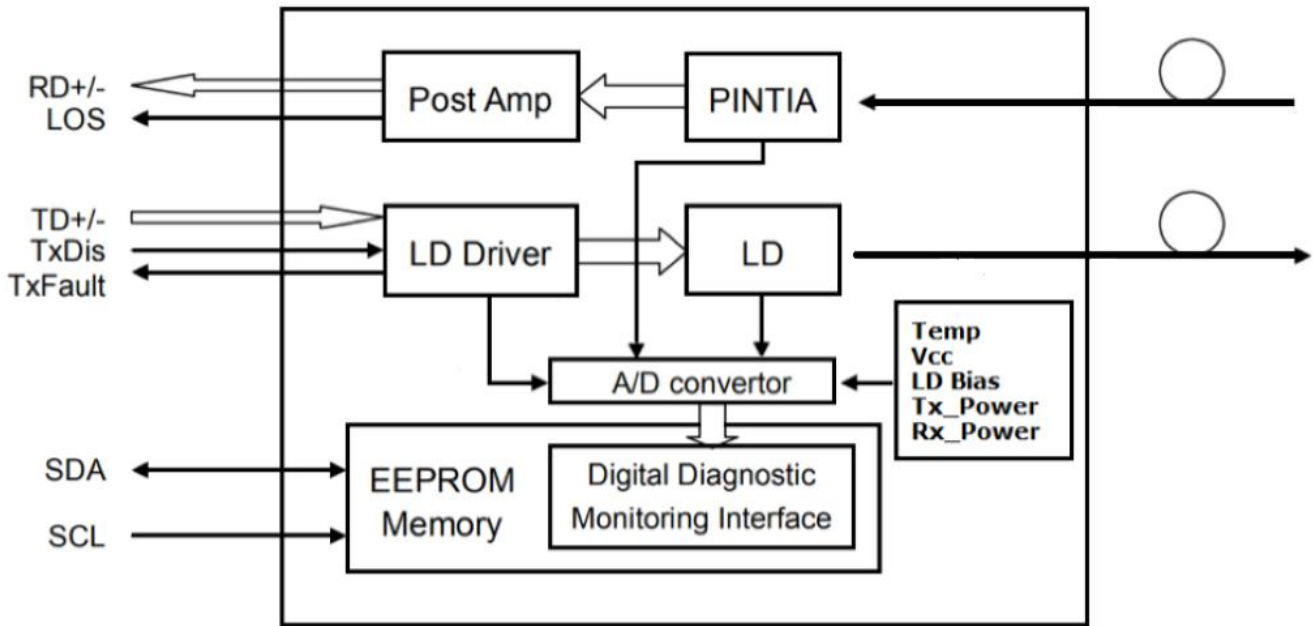 RD+/-
LOS
Post Amp
PINTIA
TD+/-
TxDis
TxFault
LD Driver
LD
Temp
Vcc
LD Bias
Tx_Power
Rx_Power
A/D convertor
SDA
SCL
EEPROM
Memory
Digital Diagnostic
Monitoring Interface